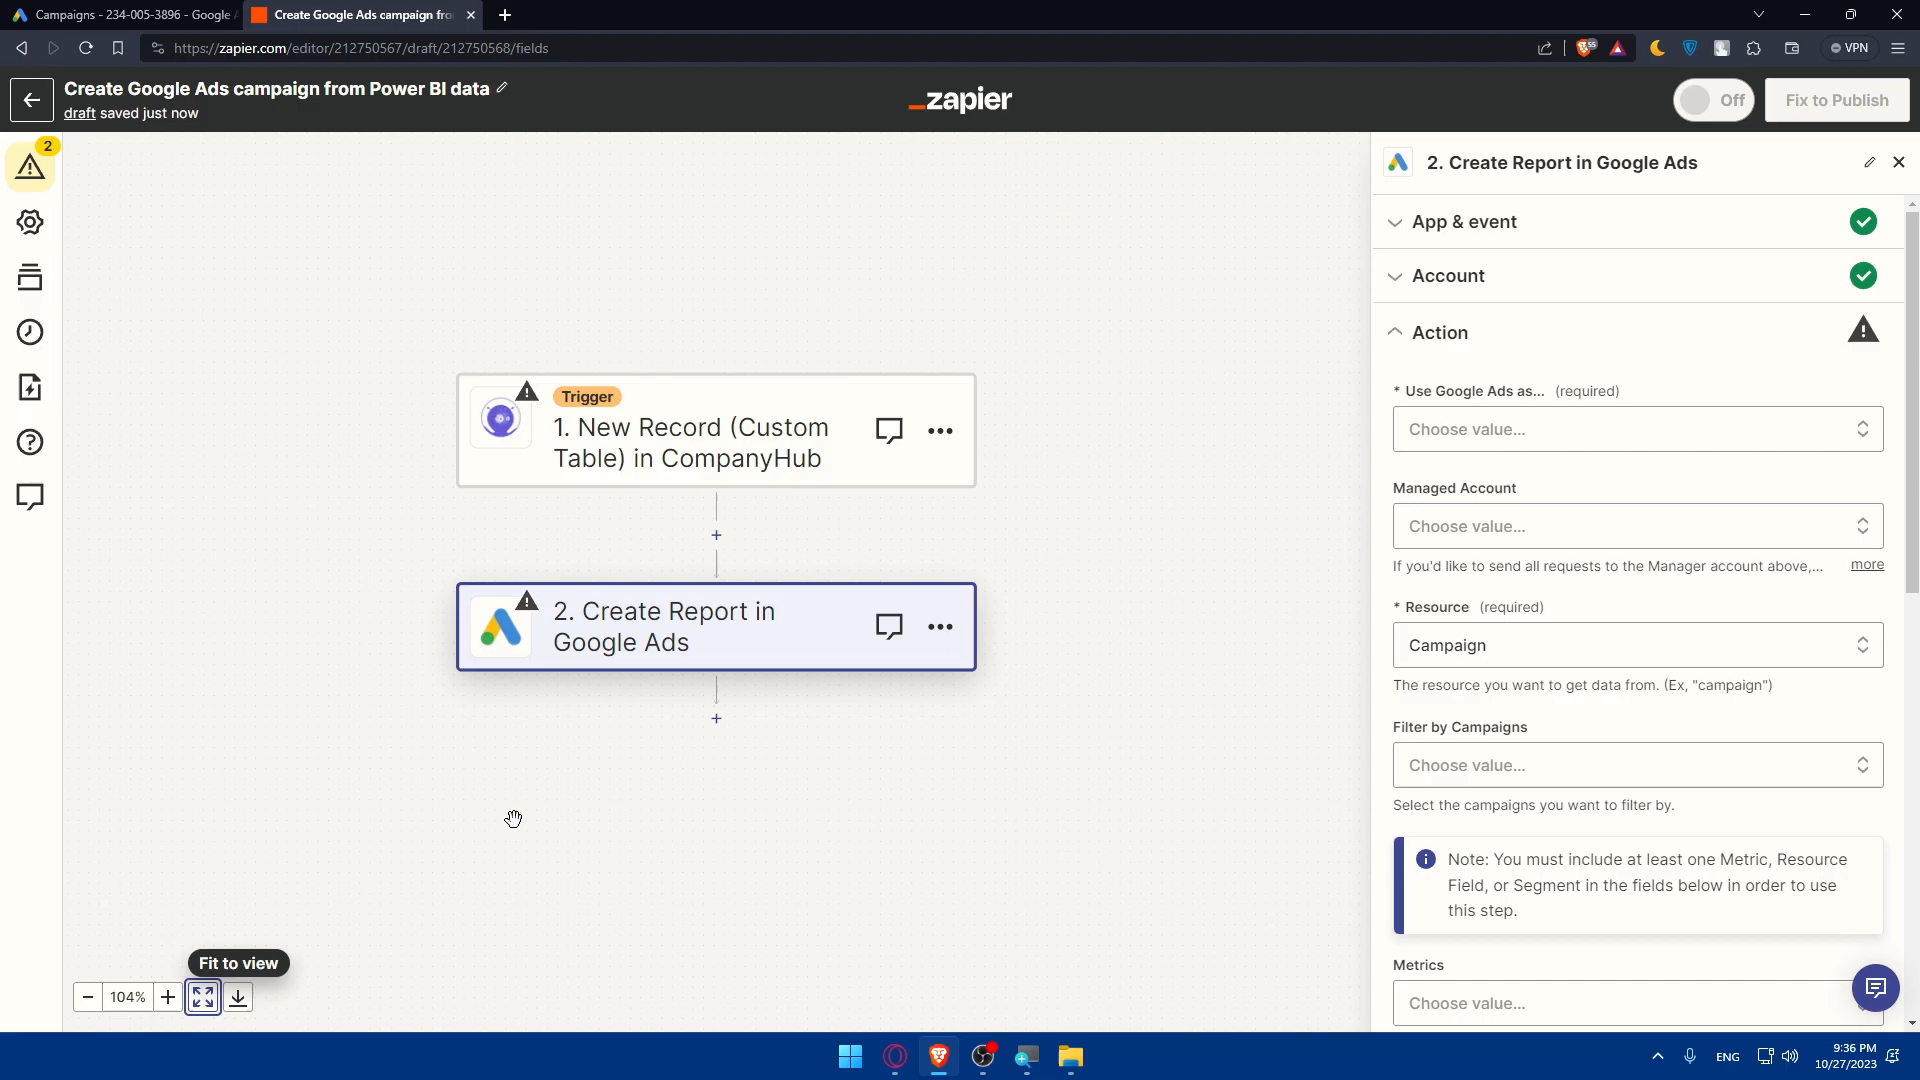 Campaigns - 234-005-3896 - Google
Create Google Ads campaign fro
https://zapier.com/editor/212750567/draft/212750568/fields
55
VPN
Create Google Ads campaign from Power BI data
draft saved just now
_zapier
Off
Fix to Publish
2
2. Create Report in Google Ads
App & event
Account
Action
* Use Google Ads as... (required)
Choose value...
Managed Account
Choose value...
If you'd like to send all requests to the Manager account above,... more
* Resource (required)
Campaign
The resource you want to get data from. (Ex, "campaign")
Filter by Campaigns
Choose value...
Select the campaigns you want to filter by.
Note: You must include at least one Metric, Resource
Field, or Segment in the fields below in order to use
this step.
Metrics
Choose value...
Trigger
1. New Record (Custom
Table) in CompanyHub
2. Create Report in
Google Ads
Fit to view
104%
ENG
9:36 PM
10/27/2023